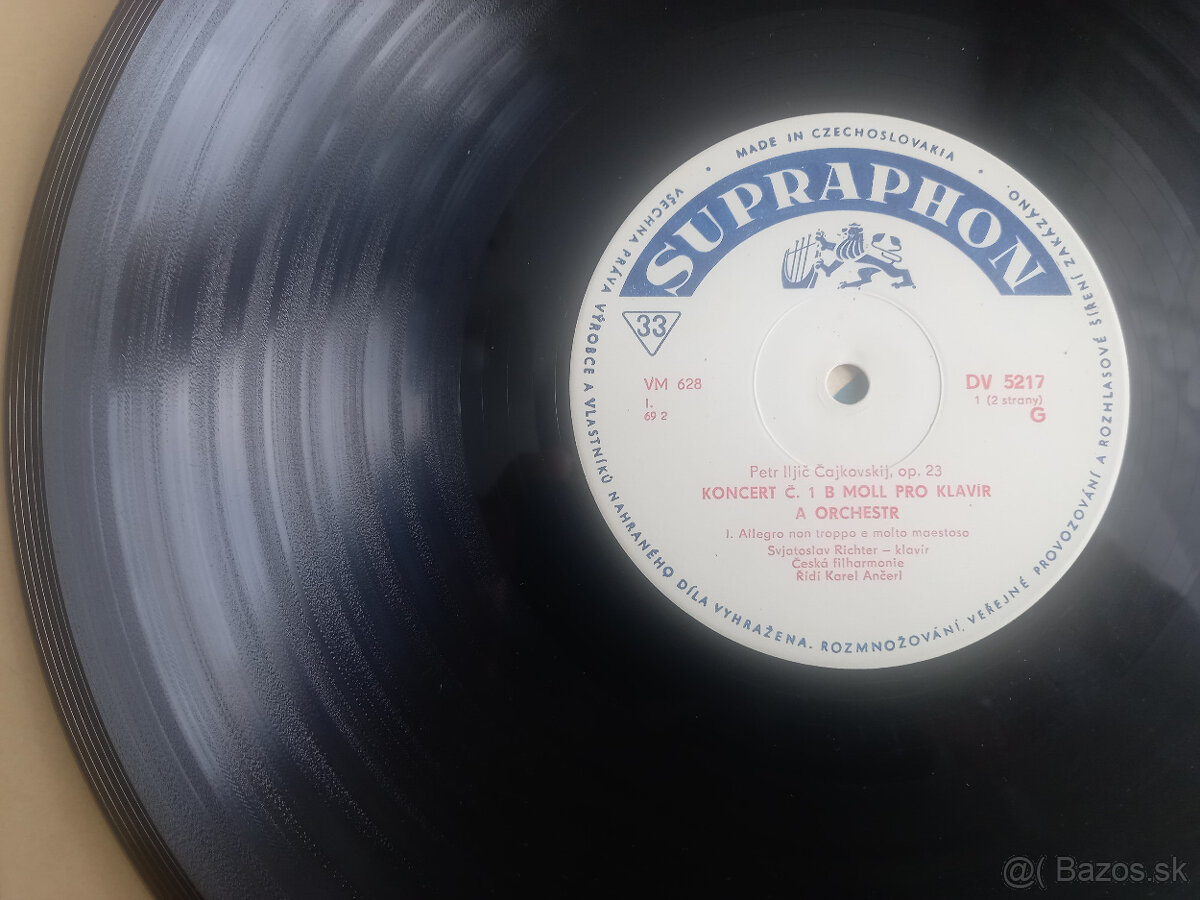 MADE IN CZECHOSLOVAKIA
SUPRAPHON
VŠECHNA PRÁVA VÝROBCE A VLASTNÍKŮ NAHRANÉHO DÍLA VYHRAŽENA. ROZMNOŽOVÁNÍ, VEŘEJNÉ PROVOZOVÁNÍ A ROZHLASOVÉ ŠÍŘENÍ ZAKÁZÁNO.
33
VM 628
I.
69 2
DV 5217
1 (2 strany)
G
Petr Iljič Čajkovskij, op. 23
KONCERT Č. 1 B MOLL PRO KLAVÍR
A ORCHESTR
I. Allegro non troppo e molto maestoso
Svjatoslav Richter – klavír
Česká filharmonie
Řídí Karel Ančerl
@( Bazos.sk